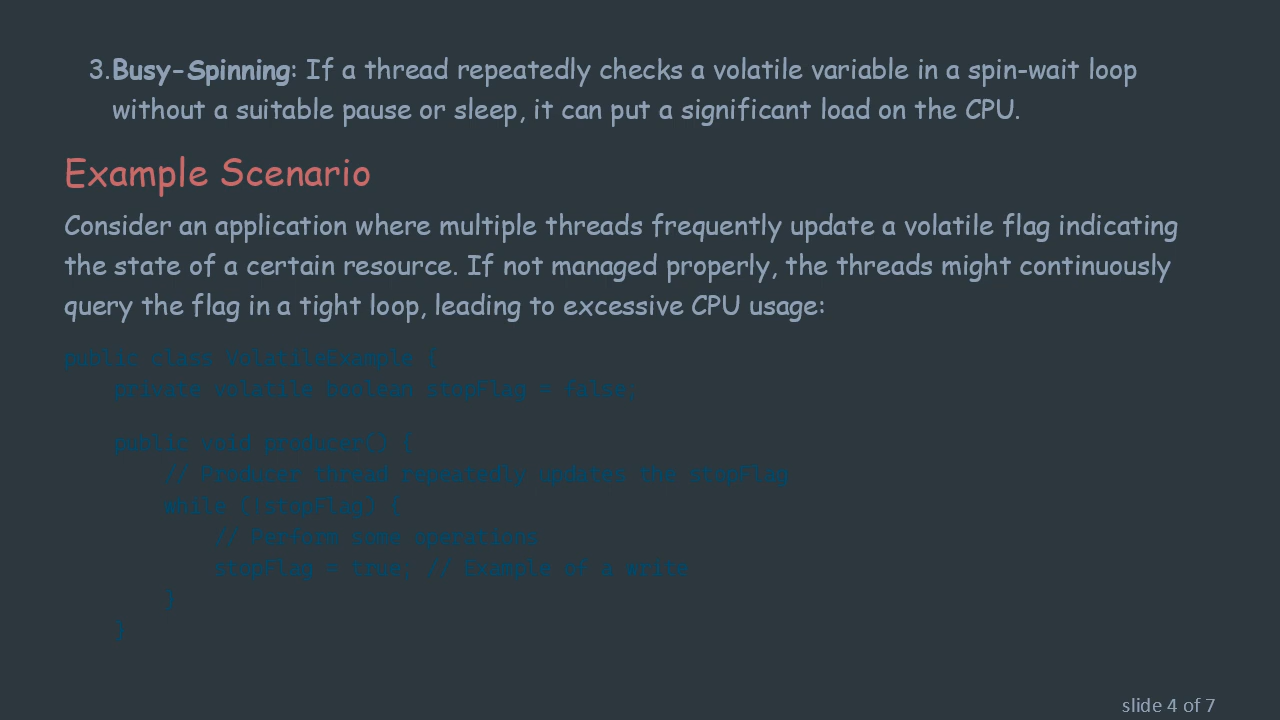 3.Busy-Spinning: If a thread repeatedly checks a volatile variable in a spin-wait loop
without a suitable pause or sleep, it can put a significant load on the CPU.
Example Scenario
Consider an application where multiple threads frequently update a volatile flag indicating
the state of a certain resource. If not managed properly, the threads might continuously
query the flag in a tight loop, leading to excessive CPU usage:
public class VolatileExample {
    private volatile boolean stopFlag = false;
    public void producer() {
        // Producer thread repeatedly updates the stopFlag
        while (!stopFlag) {
            // Perform some operations
            stopFlag = true; // Example of a write
        }
    }
slide 4 of 7